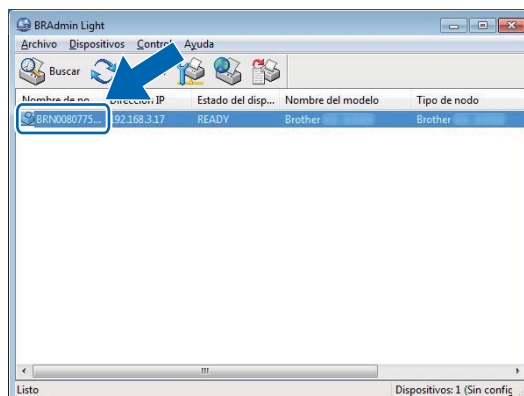 BRAdmin Light
Archivo Dispositivos Control Ayuda
Buscar
Nombre de no... Dirección IP Estado del disp... Nombre del modelo Tipo de nodo
BRN0080775... 192.168.3.17 READY Brother Brother
Listo Dispositivos: 1 (Sin config